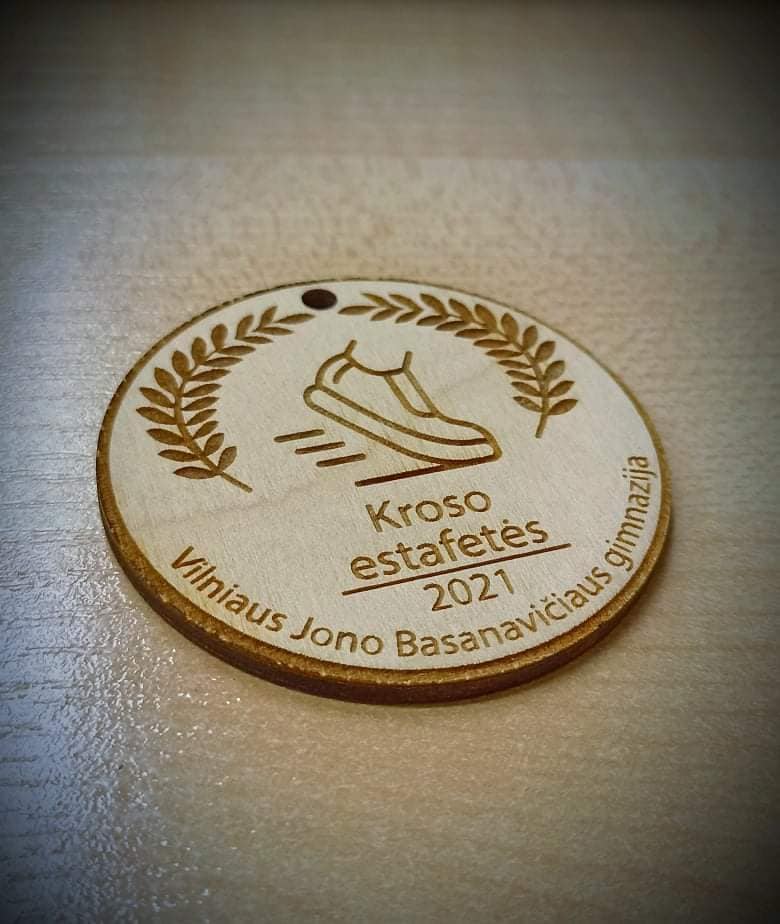 Kroso
estafetės
2021
Vilniaus Jono Basanavičiaus gimnazija